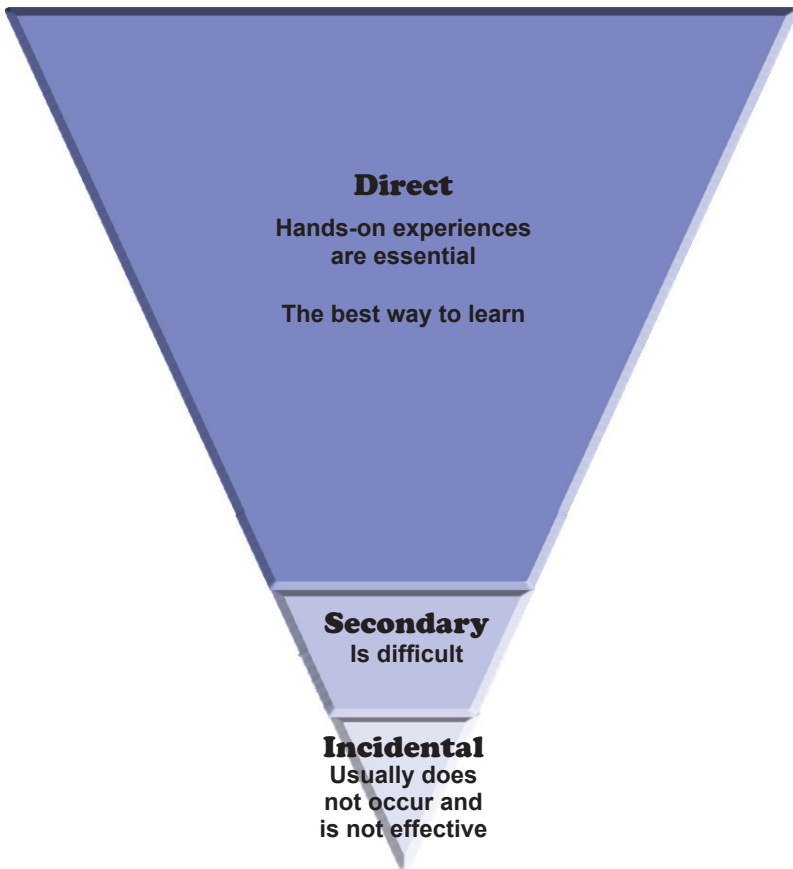 Direct
Hands-on experiences
are essential
The best way to learn
Secondary
Is difficult
Incidental
Usually does
not occur and
is not effective